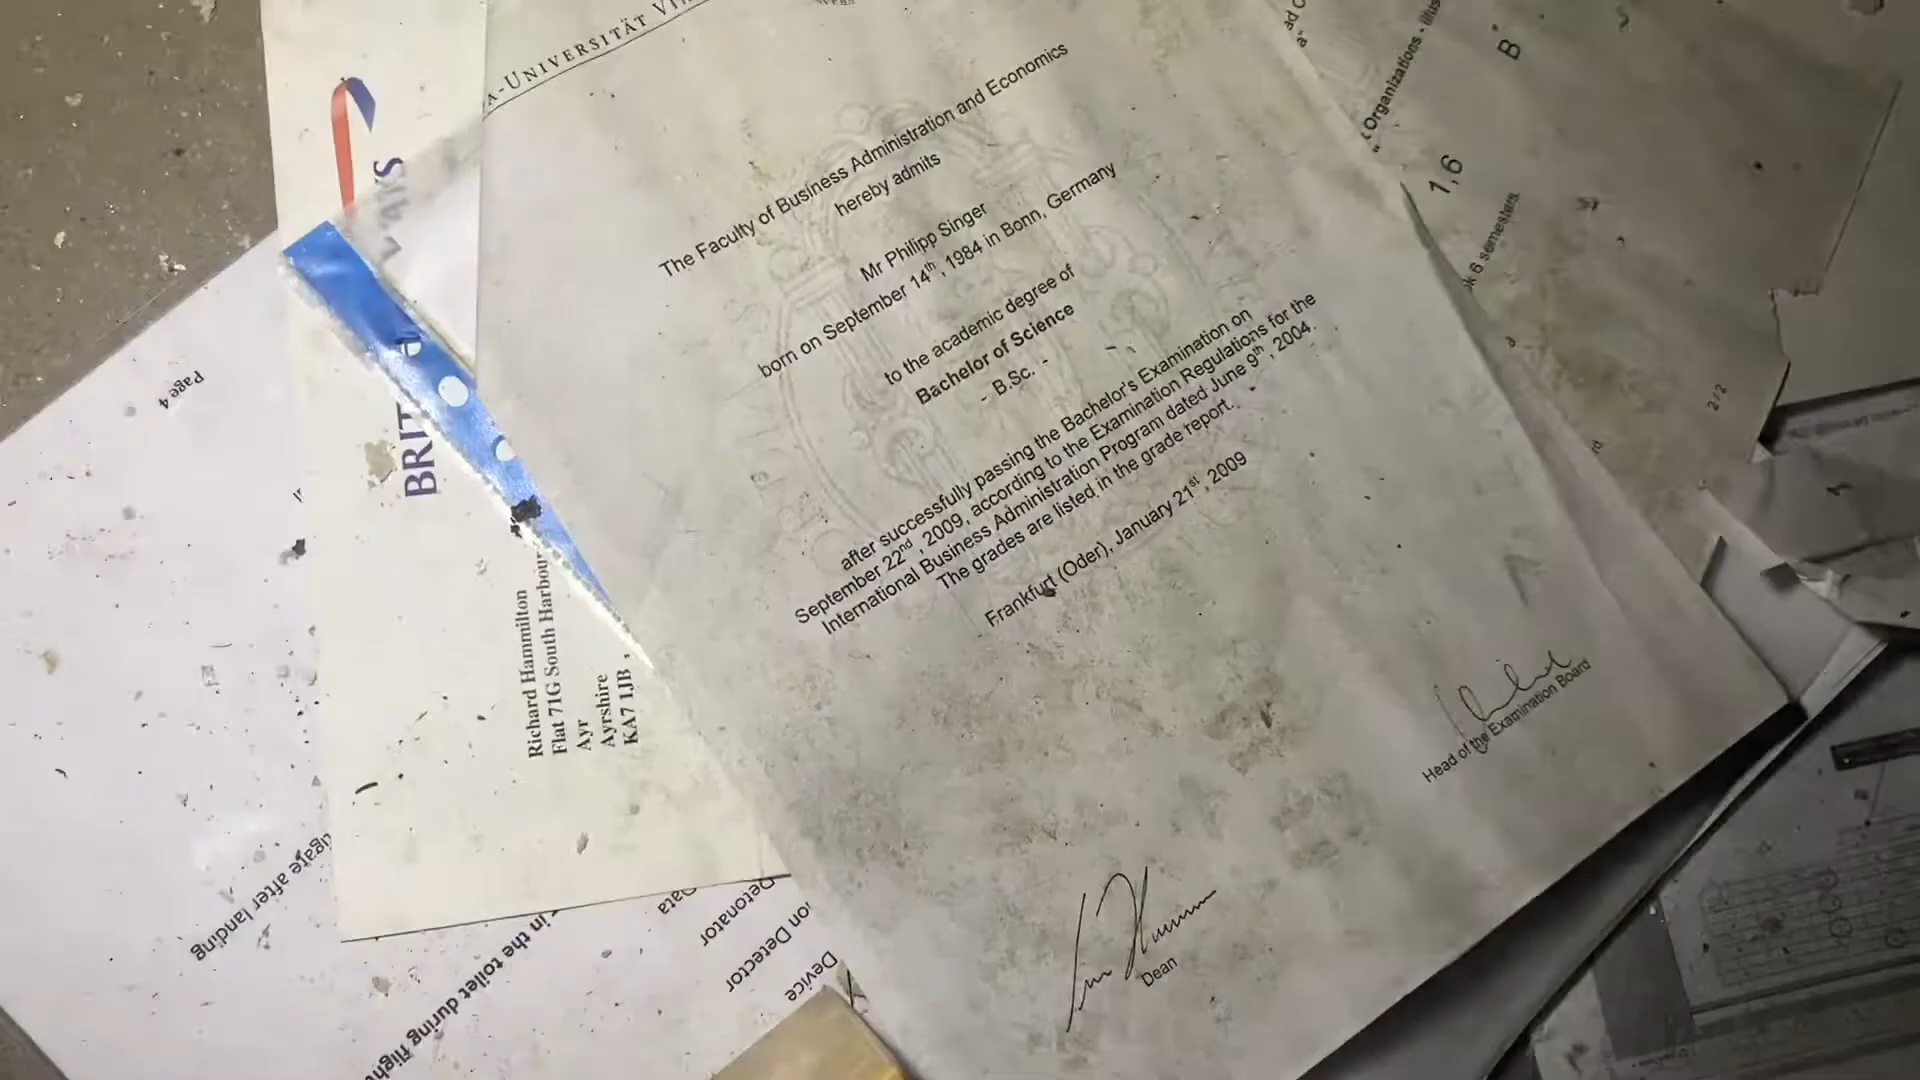 -UNIVERSITÄT
The Faculty of Business Administration and Economics
hereby admits
Mr Philipp Singer
born on September 14th, 1984 in Bonn, Germany
to the academic degree of
Bachelor of Science
- B.Sc. -
after successfully passing the Bachelor's Examination on
September 22nd, 2009, according to the Examination Regulations for the
International Business Administration Program dated June 9th, 2004.
The grades are listed in the grade report.
Frankfurt (Oder), January 21st, 2009
Head of the Examination Board
Dean
BRIT
Richard Hammilton
Flat 71G South Harbour
Ayr
Ayrshire
KA7 1JB
Page 4
after landing
in the toilet during flight
Data
Detonator
Detector
Device
Organizations
B
1,6
6 semesters
2/2